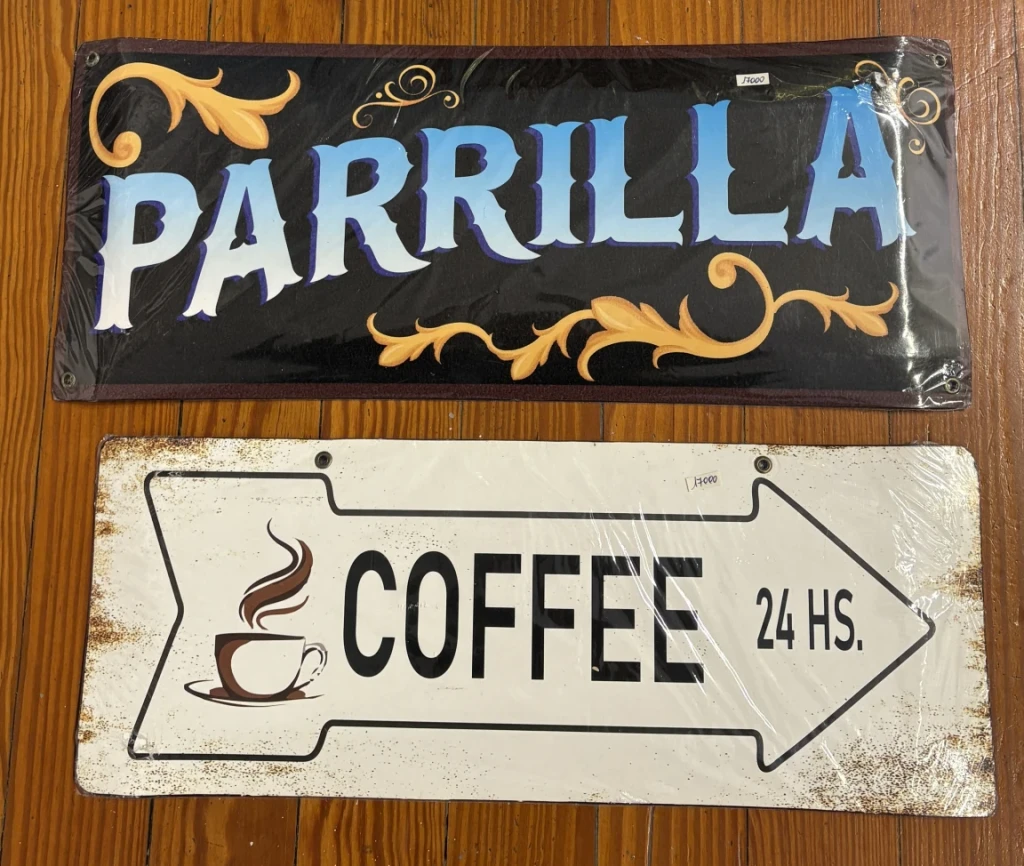 17000
PARRILLA
17000
COFFEE
24 HS.